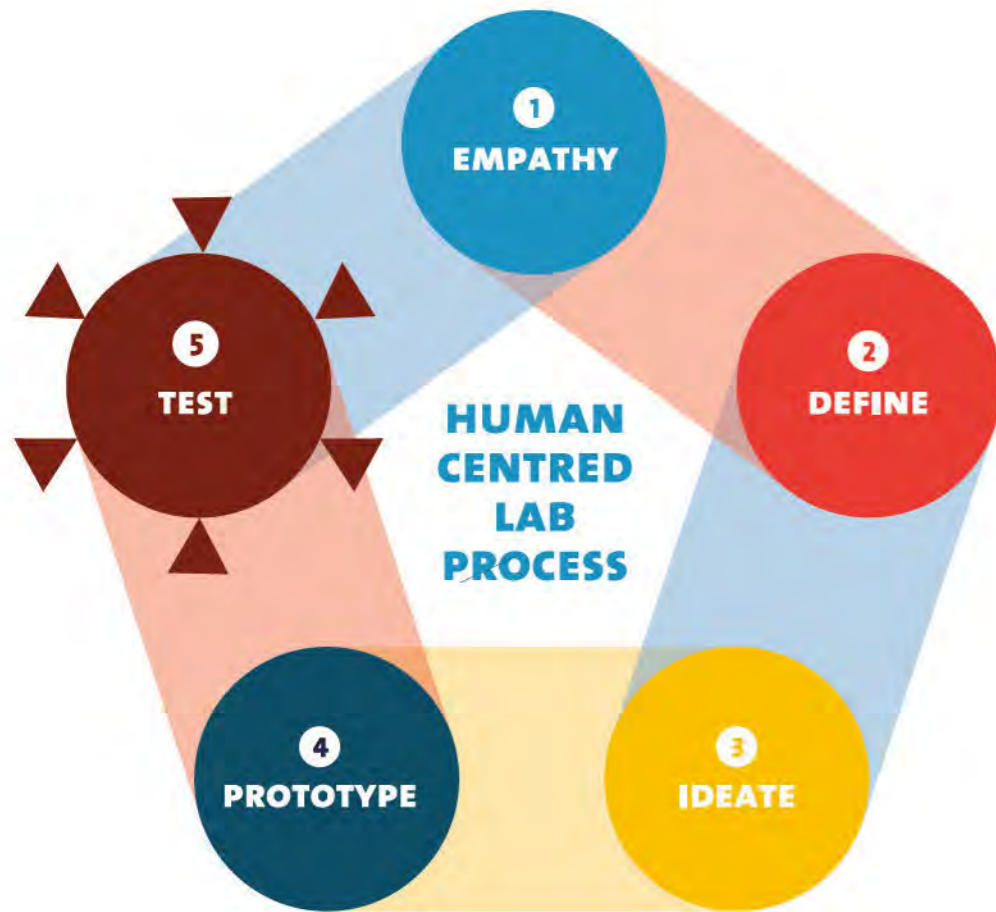 1
EMPATHY
2
DEFINE
3
IDEATE
4
PROTOTYPE
5
TEST
HUMAN
CENTRED
LAB
PROCESS